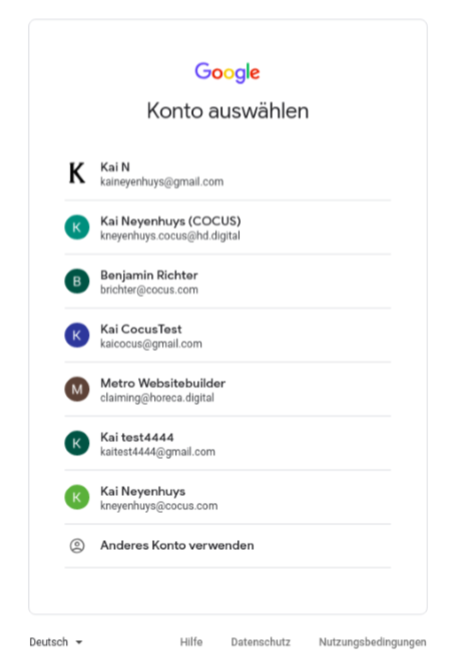 Google
Konto auswählen
K
Kai N
kaineyenhuys@gmail.com
K
Kai Neyenhuys (COCUS)
kneyenhuys.cocus@hd.digital
B
Benjamin Richter
brichter@cocus.com
K
Kai CocusTest
kaicocus@gmail.com
M
Metro Websitebuilder
claiming@horeca.digital
K
Kai test4444
kaitest4444@gmail.com
K
Kai Neyenhuys
kneyenhuys@cocus.com
Anderes Konto verwenden
Deutsch Hilfe Datenschutz Nutzungsbedingungen